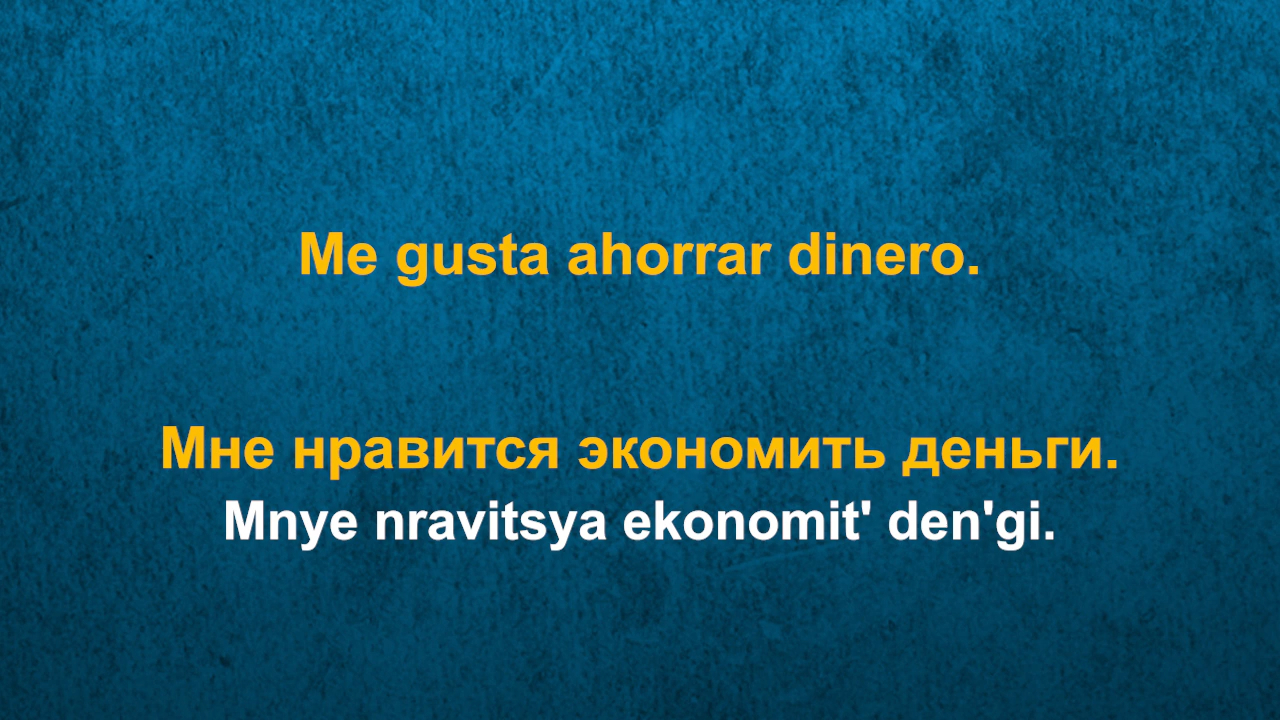 Me gusta ahorrar dinero.
Мне нравится экономить деньги.
Mnye nravitsya ekonomit' den'gi.